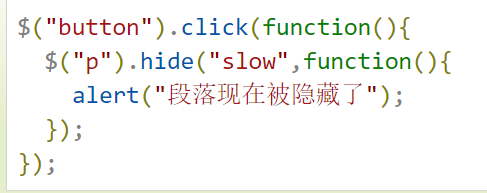 $("button").click(function(){
  $("p").hide("slow",function(){
    alert("段落现在被隐藏了");
  });
});